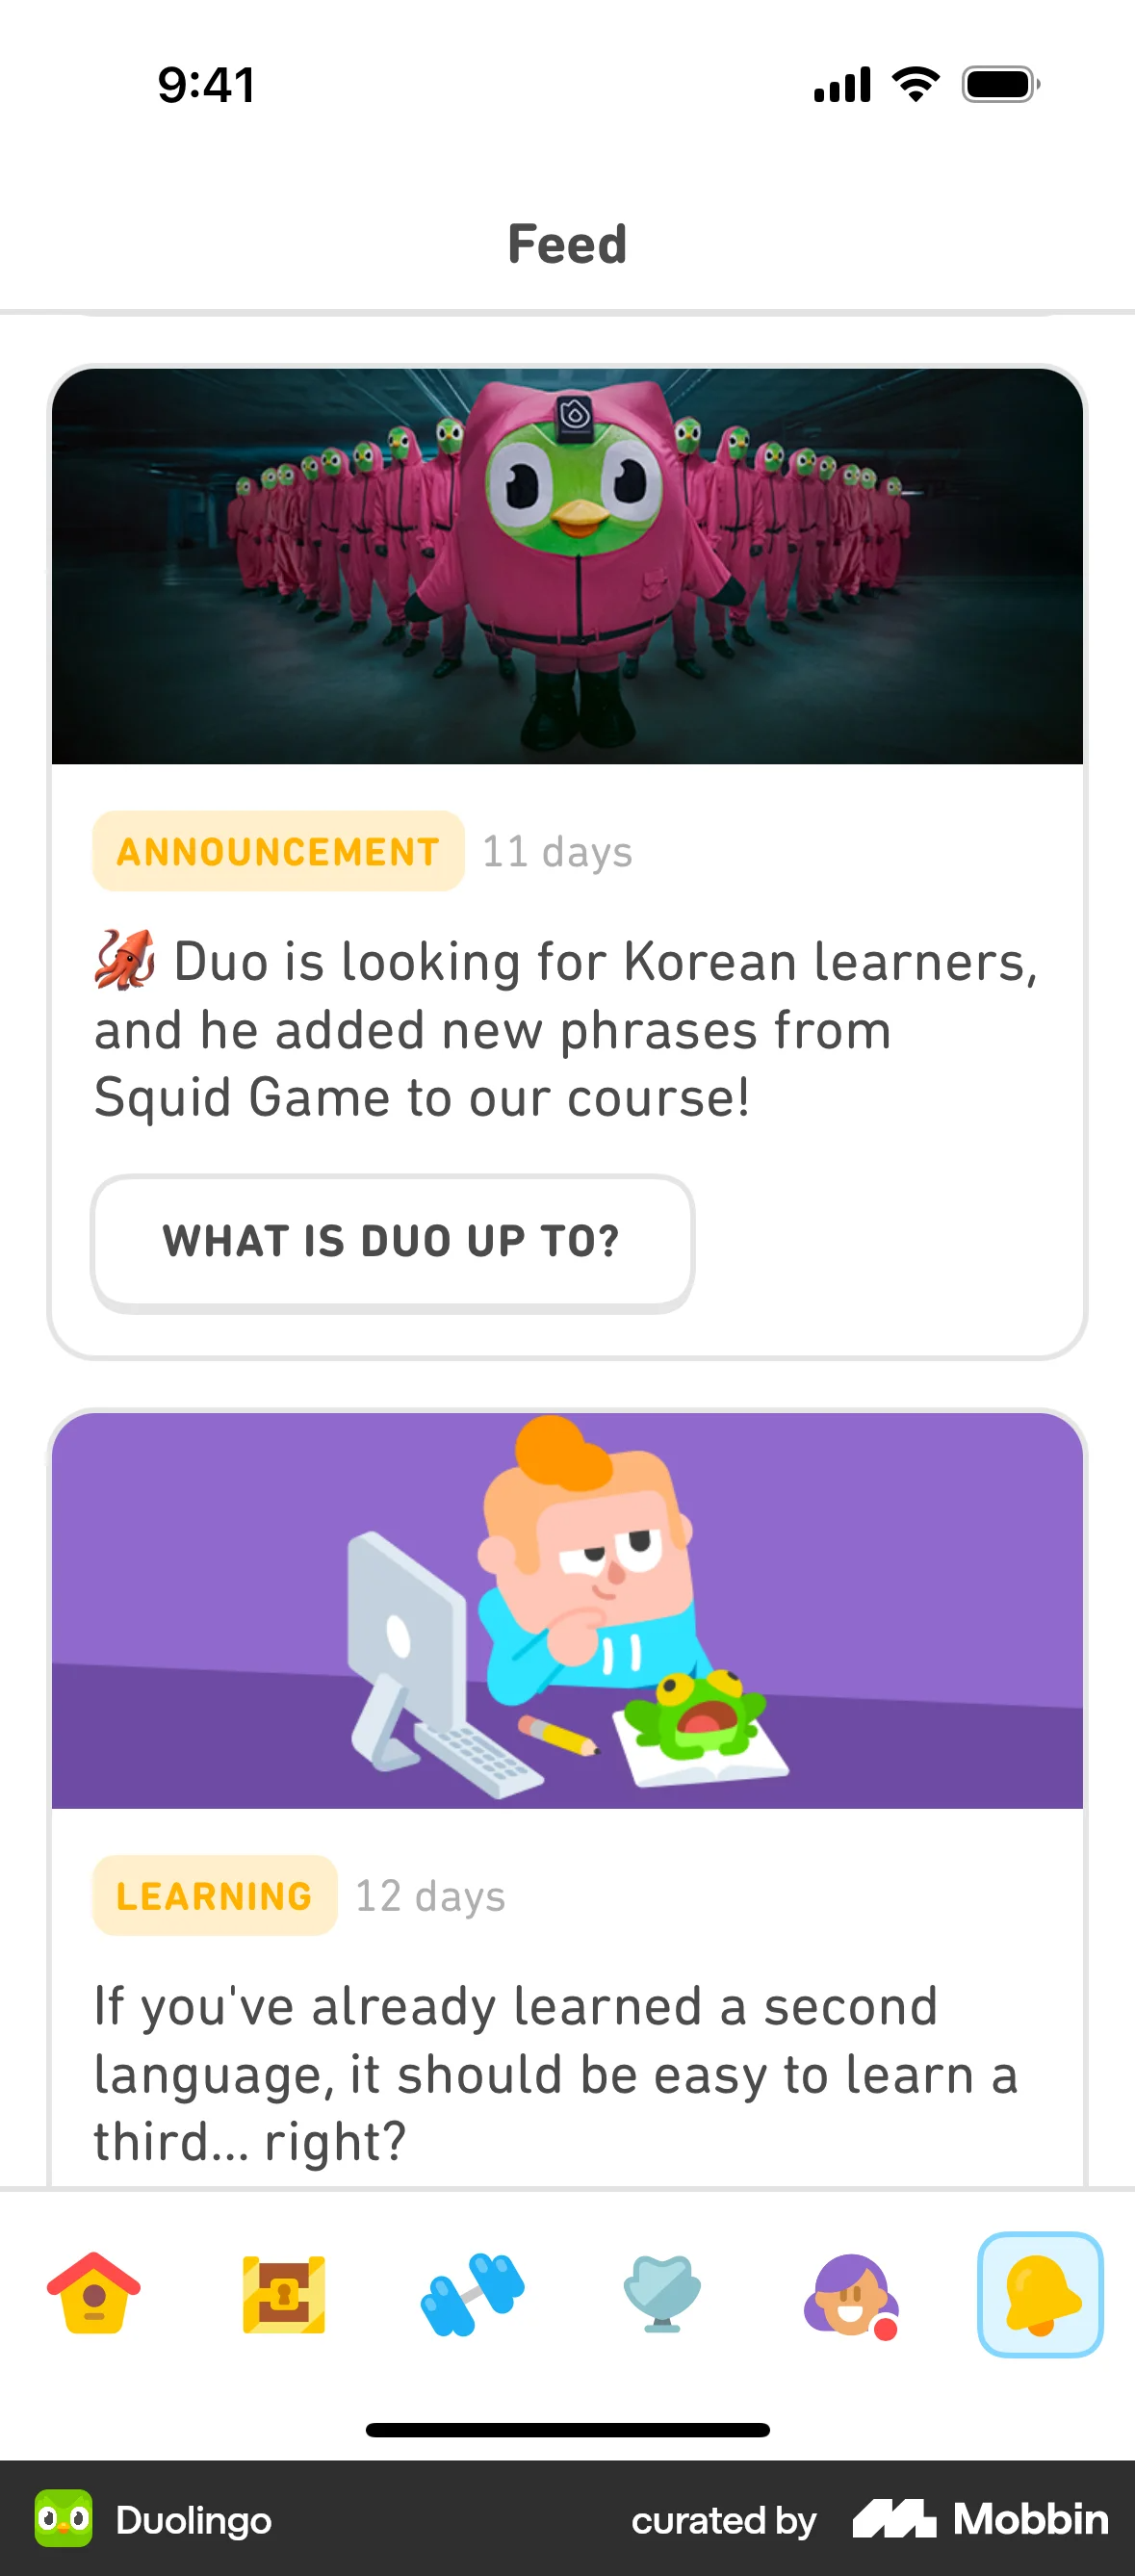 9:41
Feed
ANNOUNCEMENT 11 days
🦑 Duo is looking for Korean learners,
and he added new phrases from
Squid Game to our course!
WHAT IS DUO UP TO?
LEARNING 12 days
If you've already learned a second
language, it should be easy to learn a
third... right?
Duolingo curated by Mobbin